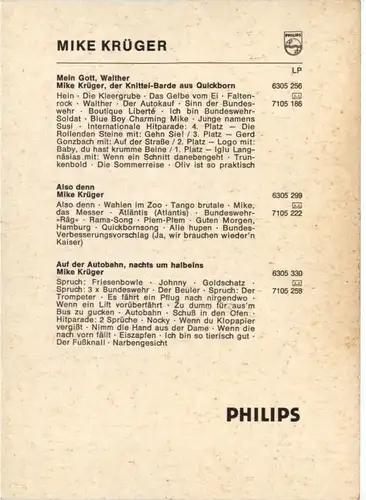 MIKE KRÜGER
PHILIPS
LP
Mein Gott, Walther
Mike Krüger, der Knittel-Barde aus Quickborn 6305 256
Hein · Die Kleergrube · Das Gelbe vom Ei · Falten-
rock · Walther · Der Autokauf · Sinn der Bundes- 7105 186
wehr · Boutique Liberté · Ich bin Bundeswehr-
Soldat · Blue Boy Charming Mike · Junge namens
Susi · Internationale Hitparade: 4. Platz — Die
Rollenden Steine mit: Gehn Sie! / 3. Platz — Gerd
Gonzbach mit: Auf der Straße / 2. Platz — Logo mit:
Baby, du hast krumme Beine / 1. Platz — Iglu Lang-
näsias mit: Wenn ein Schnitt danebengeht · Trun-
kenbold · Die Sommerreise · Oliv ist so praktisch
Also denn
Mike Krüger 6305 299
Also denn · Wahlen im Zoo · Tango brutale · Mike,
das Messer · Atläntis (Atlantis) · Bundeswehr- 7105 222
-Räg« · Rama-Song · Plem-Plem · Guten Morgen,
Hamburg · Quickbornsong · Alle hupen · Bundes-
Verbesserungsvorschlag (Ja, wir brauchen wieder'n
Kaiser)
Auf der Autobahn, nachts um halbeins
Mike Krüger 6305 330
Spruch: Friesenbowle · Johnny · Goldschatz ·
Spruch: 3 x Bundeswehr · Der Beuler · Spruch: Der 7105 258
Trompeter · Es fährt ein Pflug nach nirgendwo ·
Wenn ein Lift vorüberfährt · Zu dumm für aus'm
Bus zu gucken · Autobahn · Schuß in den Ofen ·
Hitparade: 2 Sprüche · Nocky · Wenn du Klopapier
vergißt · Nimm die Hand aus der Dame · Wenn die
nach vorn fällt · Eiszapfen · Ich bin so tierisch gut ·
Der Fußknall · Narbengesicht
PHILIPS